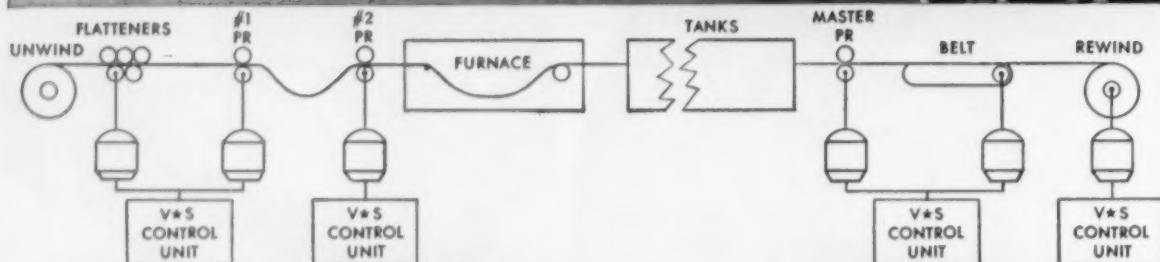 UNWIND
FLATTENERS
#1
PR
#2
PR
FURNACE
TANKS
MASTER
PR
BELT
REWIND
V★S
CONTROL
UNIT
V★S
CONTROL
UNIT
V★S
CONTROL
UNIT
V★S
CONTROL
UNIT